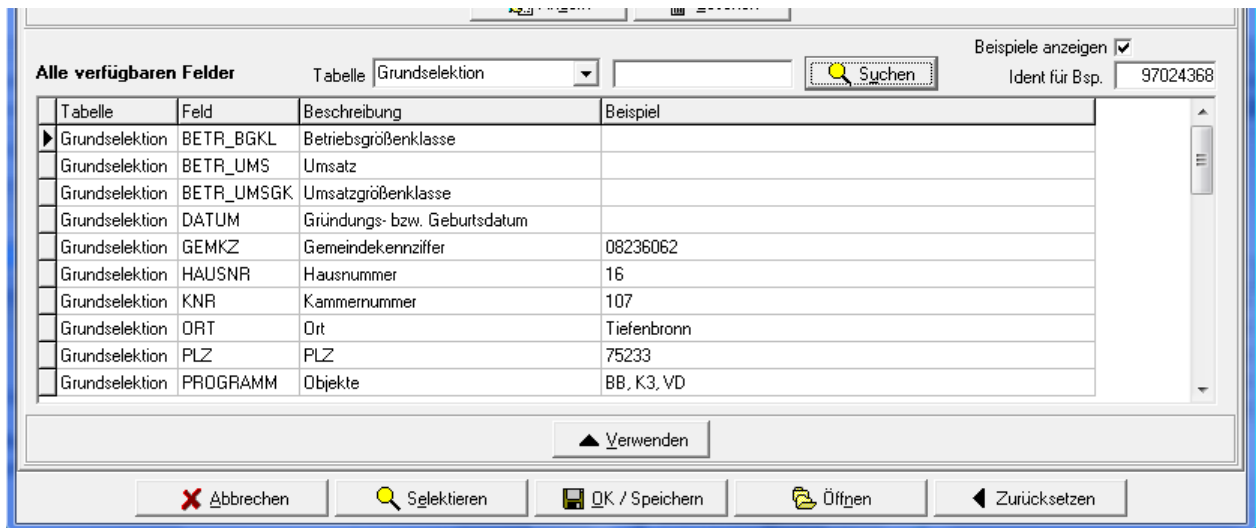 Beispiele anzeigen
Alle verfügbaren Felder Tabelle Grundselektion Suchen Ident für Bsp. 97024368
Tabelle Feld Beschreibung Beispiel
Grundselektion BETR_BGKL Betriebsgrößenklasse
Grundselektion BETR_UMS Umsatz
Grundselektion BETR_UMSGK Umsatzgrößenklasse
Grundselektion DATUM Gründungs- bzw. Geburtsdatum
Grundselektion GEMKZ Gemeindekennziffer 08236062
Grundselektion HAUSNR Hausnummer 16
Grundselektion KNR Kammernummer 107
Grundselektion ORT Ort Tiefenbronn
Grundselektion PLZ PLZ 75233
Grundselektion PROGRAMM Objekte BB, K3, VD
Verwenden
Abbrechen Selektieren OK / Speichern Öffnen Zurücksetzen